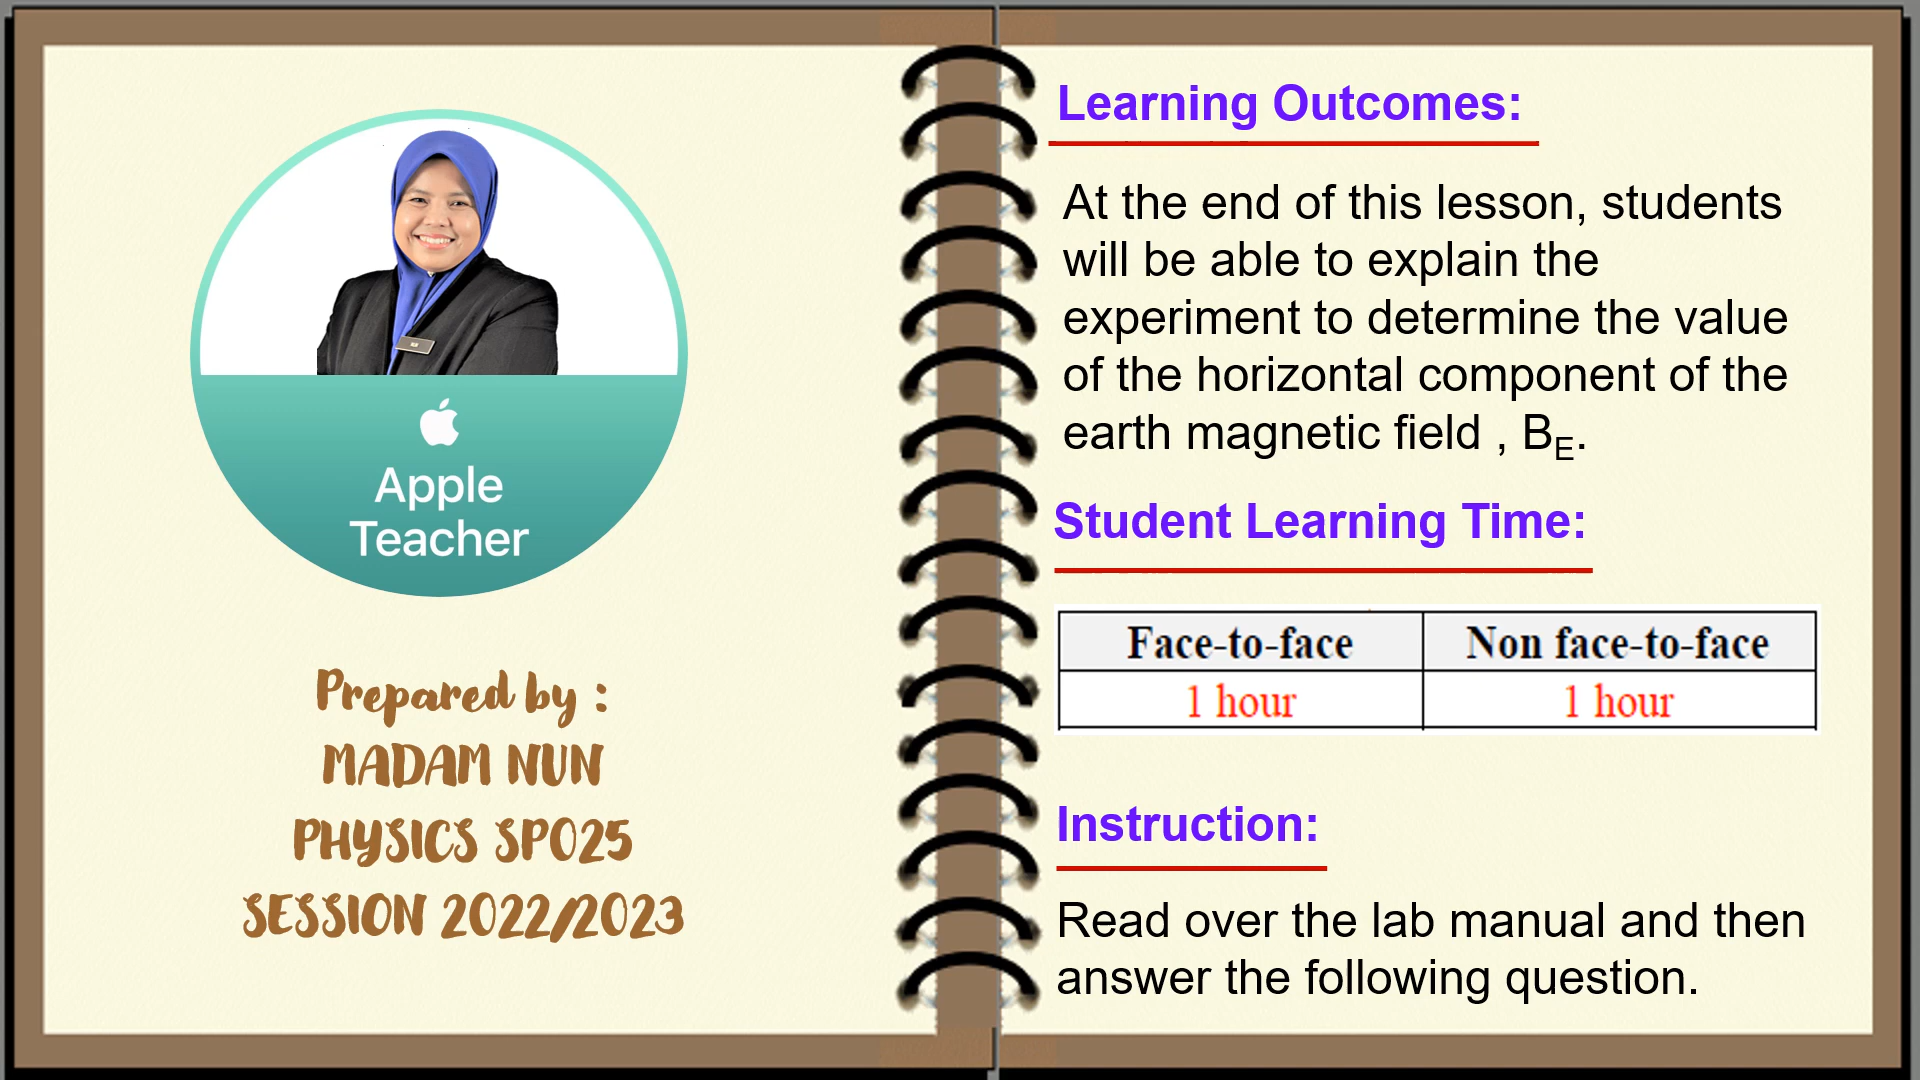 Apple
Teacher
Prepared by :
MADAM NUN
PHYSICS SP025
SESSION 2022/2023
Learning Outcomes:
At the end of this lesson, students
will be able to explain the
experiment to determine the value
of the horizontal component of the
earth magnetic field , BE.
Student Learning Time:
Face-to-face Non face-to-face
1 hour 1 hour
Instruction:
Read over the lab manual and then
answer the following question.